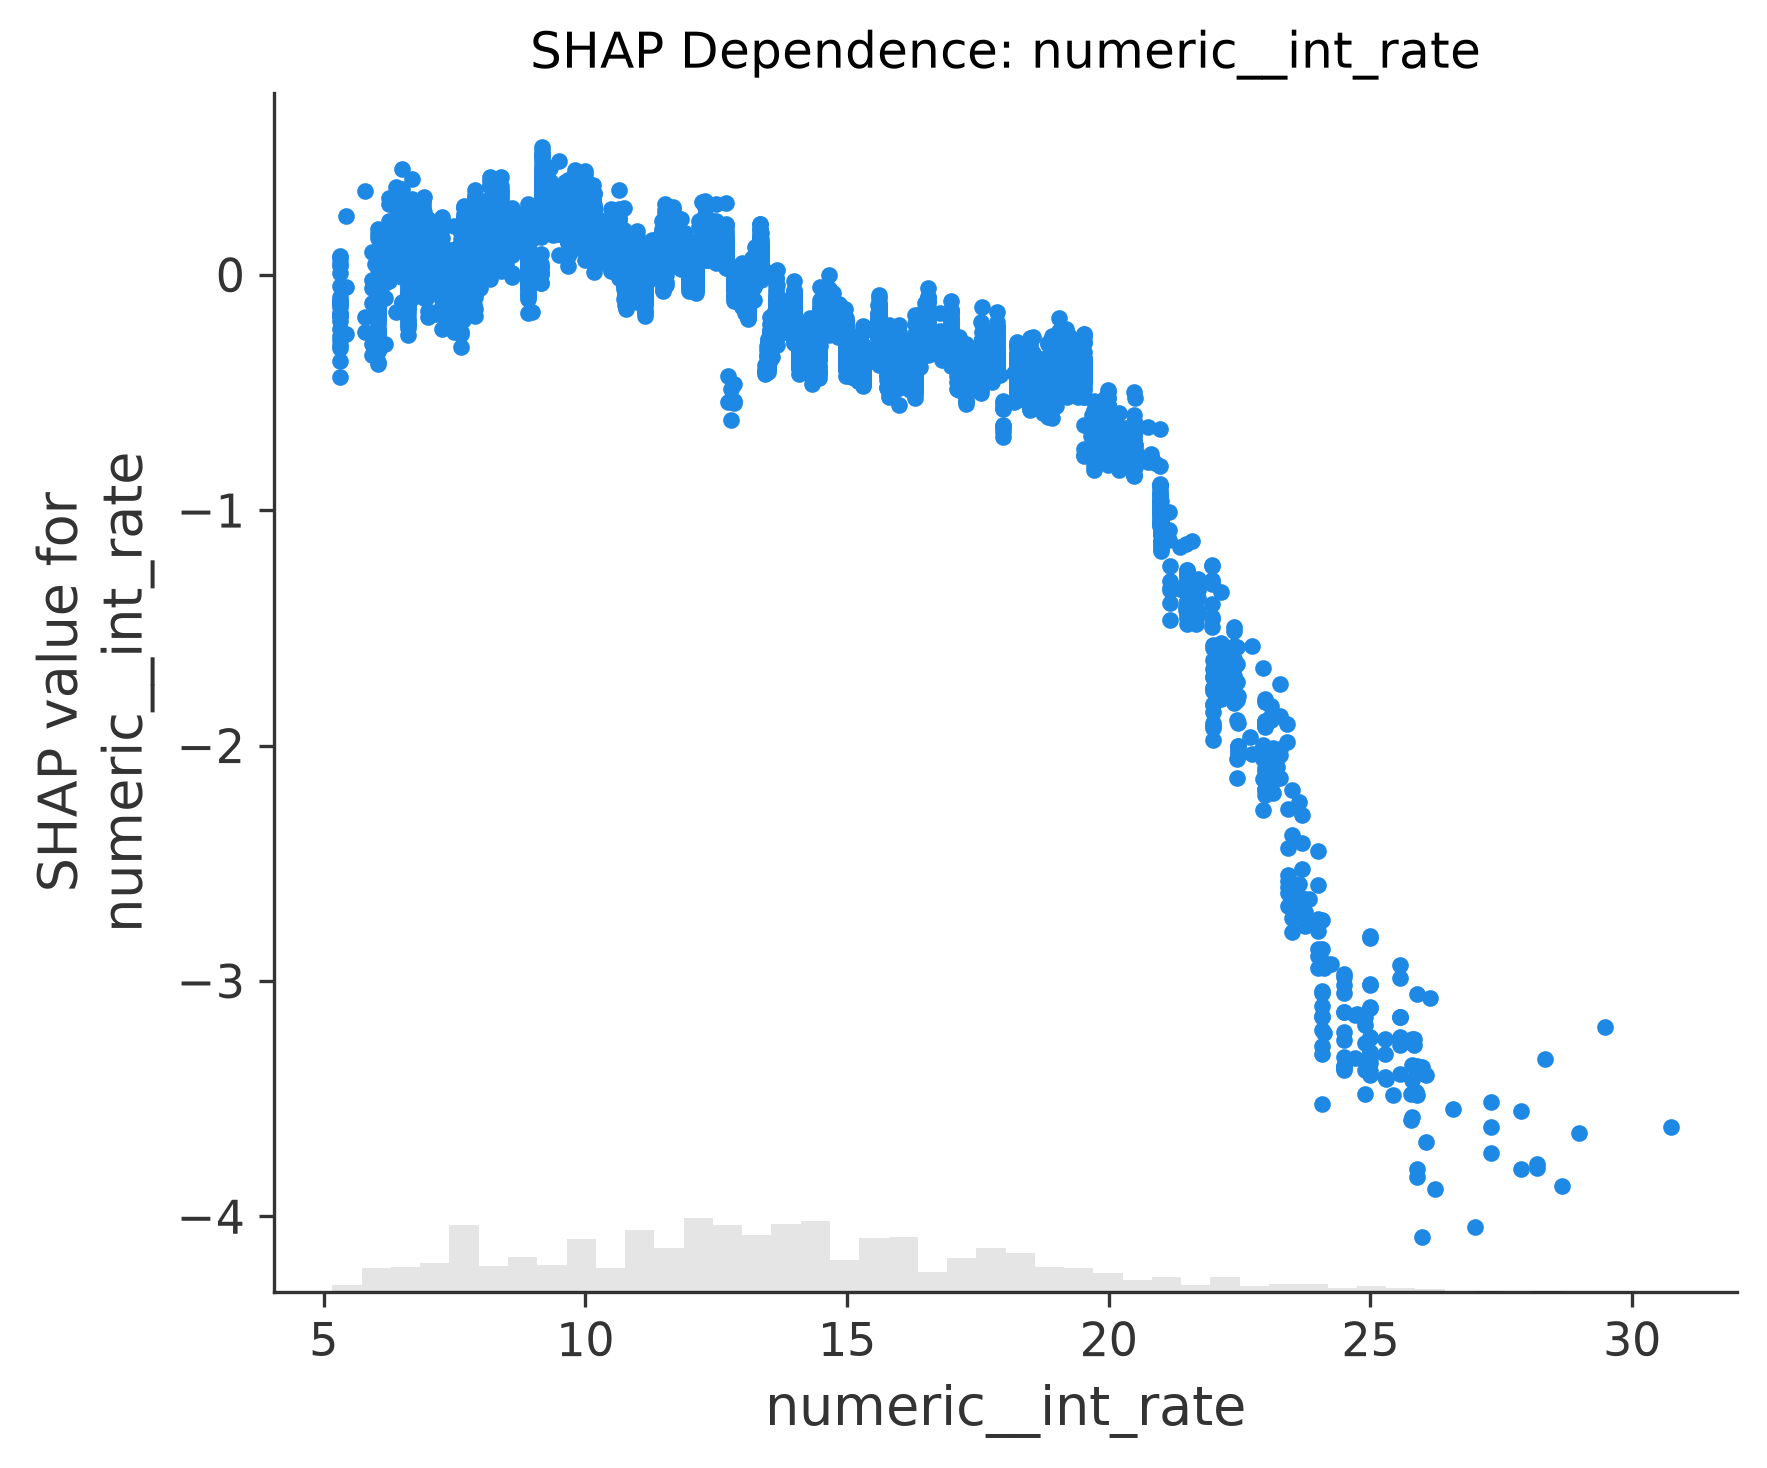 SHAP Dependence: numeric__int_rate
SHAP value for
numeric__int_rate
0
−1
−2
−3
−4
5
10
15
20
25
30
numeric__int_rate